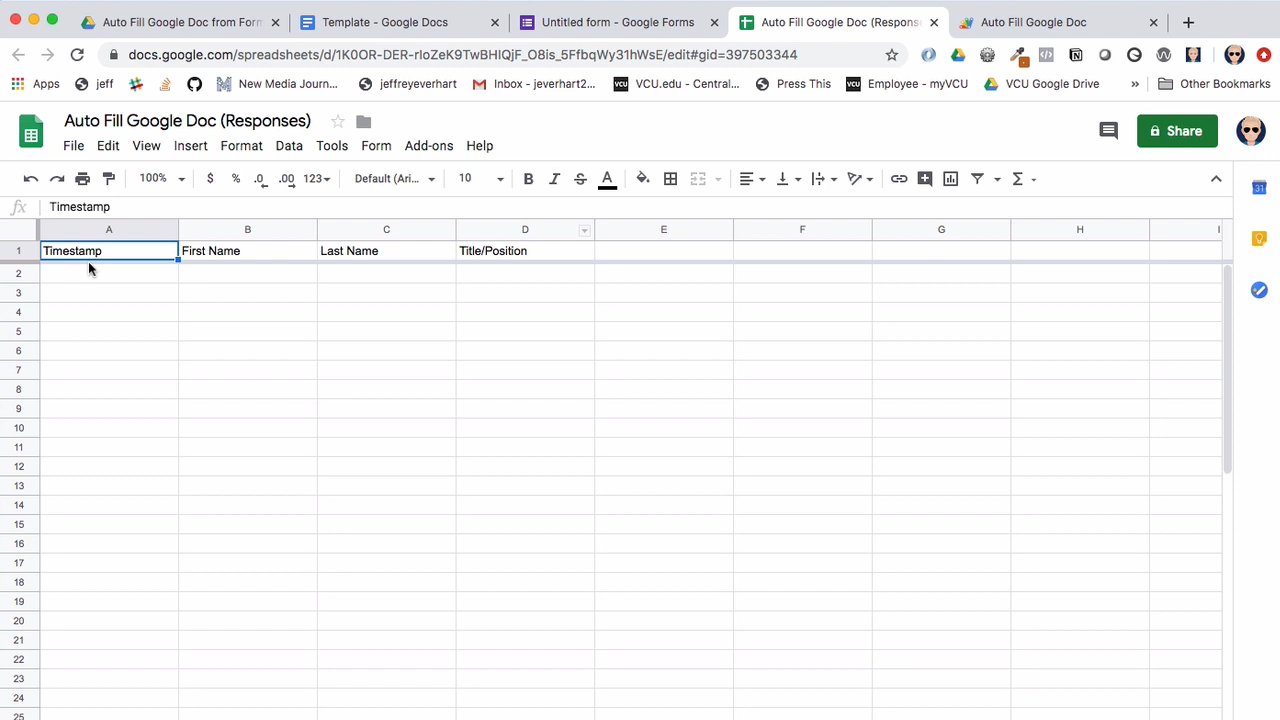 Auto Fill Google Doc from Form Template - Google Docs Untitled form - Google Forms Auto Fill Google Doc (Respons Auto Fill Google Doc
docs.google.com/spreadsheets/d/1K0OR-DER-rIoZeK9TwBHIQjF_O8is_5FfbqWy31hWsE/edit#gid=397503344
Apps jeff New Media Journ... jeffreyeverhart Inbox - jeverhart2... VCU VCU.edu - Central... Press This VCU Employee - myVCU VCU Google Drive » Other Bookmarks
Auto Fill Google Doc (Responses)
Share
File Edit View Insert Format Data Tools Form Add-ons Help
100% $ % .0 .00 123 Default (Ari... 10 B I S A
fx Timestamp
A B C D E F G H I
1 Timestamp First Name Last Name Title/Position
2
3
4
5
6
7
8
9
10
11
12
13
14
15
16
17
18
19
20
21
22
23
24
25
31